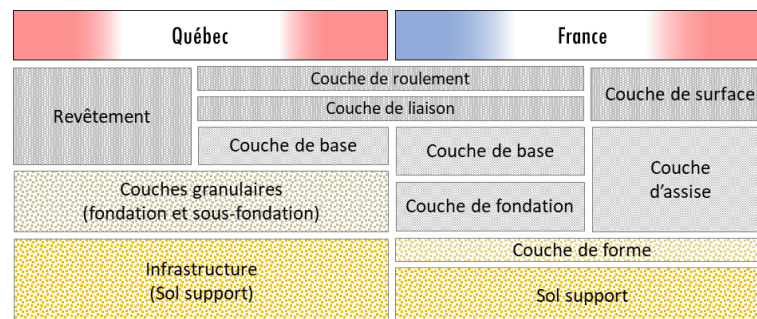 Québec
France
Revêtement
Couche de roulement
Couche de liaison
Couche de base
Couche de base
Couche de fondation
Couche de surface
Couche
d'assise
Couches granulaires
(fondation et sous-fondation)
Couche de forme
Infrastructure
(Sol support)
Sol support